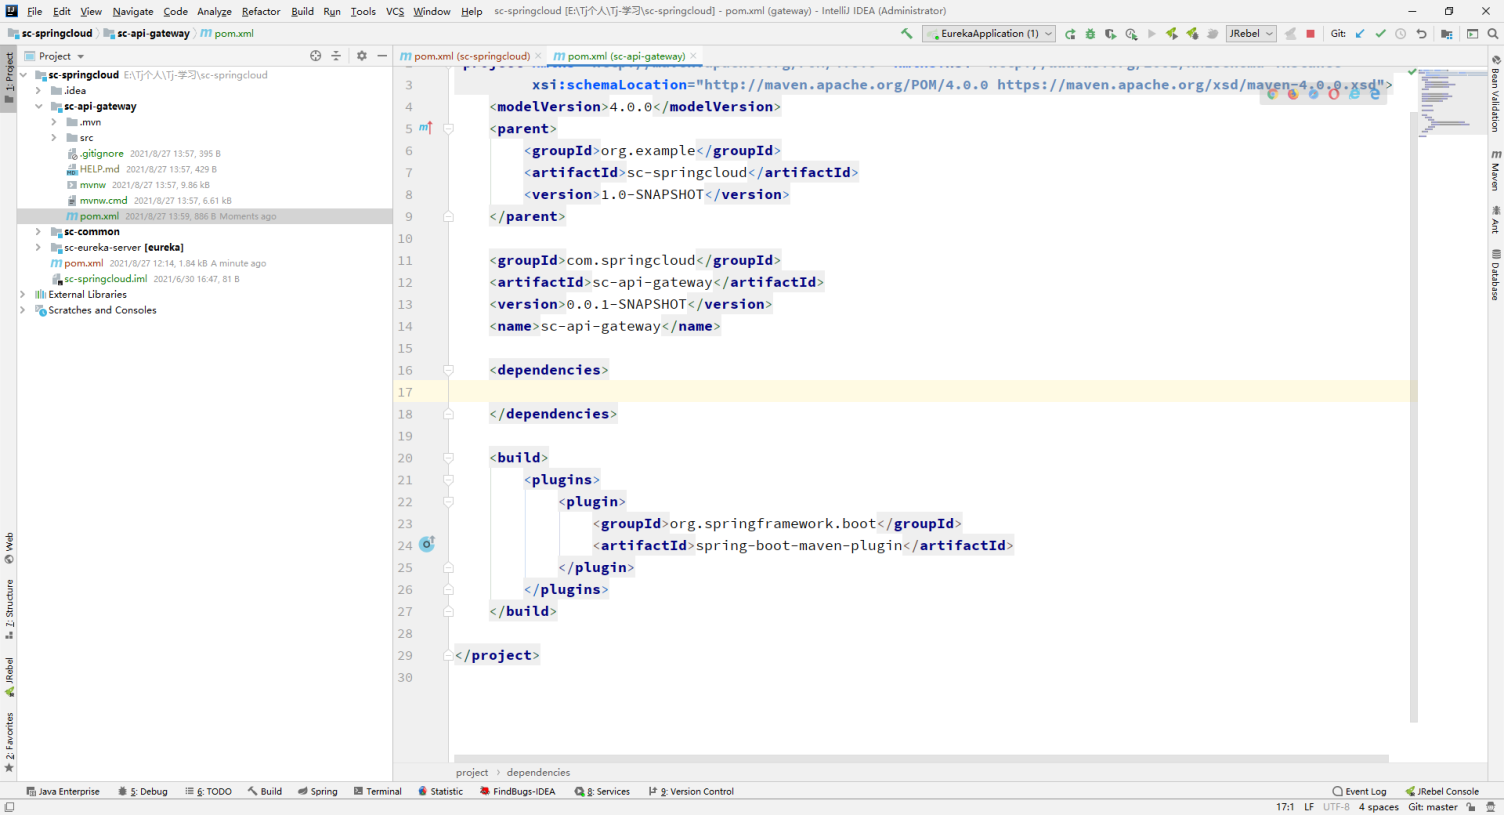 File Edit View Navigate Code Analyze Refactor Build Run Tools VCS Window Help sc-springcloud [E:\Tj个人\Tj-学习\sc-springcloud] - pom.xml (gateway) - IntelliJ IDEA (Administrator)
sc-springcloud sc-api-gateway pom.xml EurekaApplication (1) JRebel Git:
Project
pom.xml (sc-springcloud) pom.xml (sc-api-gateway)
sc-springcloud E:\Tj个人\Tj-学习\sc-springcloud
.idea
sc-api-gateway
.mvn
src
.gitignore 2021/8/27 13:57, 395 B
HELP.md 2021/8/27 13:57, 429 B
mvnw 2021/8/27 13:57, 9.86 kB
mvnw.cmd 2021/8/27 13:57, 6.61 kB
pom.xml 2021/8/27 13:59, 886 B Moments ago
sc-common
sc-eureka-server [eureka]
pom.xml 2021/8/27 12:14, 1.84 kB A minute ago
sc-springcloud.iml 2021/6/30 16:47, 81 B
External Libraries
Scratches and Consoles
3 xsi:schemaLocation="http://maven.apache.org/POM/4.0.0 https://maven.apache.org/xsd/maven-4.0.0.xsd">
4 <modelVersion>4.0.0</modelVersion>
5 <parent>
6 <groupId>org.example</groupId>
7 <artifactId>sc-springcloud</artifactId>
8 <version>1.0-SNAPSHOT</version>
9 </parent>
10
11 <groupId>com.springcloud</groupId>
12 <artifactId>sc-api-gateway</artifactId>
13 <version>0.0.1-SNAPSHOT</version>
14 <name>sc-api-gateway</name>
15
16 <dependencies>
17
18 </dependencies>
19
20 <build>
21 <plugins>
22 <plugin>
23 <groupId>org.springframework.boot</groupId>
24 <artifactId>spring-boot-maven-plugin</artifactId>
25 </plugin>
26 </plugins>
27 </build>
28
29 </project>
30
project › dependencies
1: Project
Web
Z: Structure
JRebel
2: Favorites
Bean Validation
Maven
Ant
Database
Java Enterprise 5: Debug 6: TODO Build Spring Terminal Statistic FindBugs-IDEA 8: Services 9: Version Control Event Log JRebel Console
17:1 LF UTF-8 4 spaces Git: master